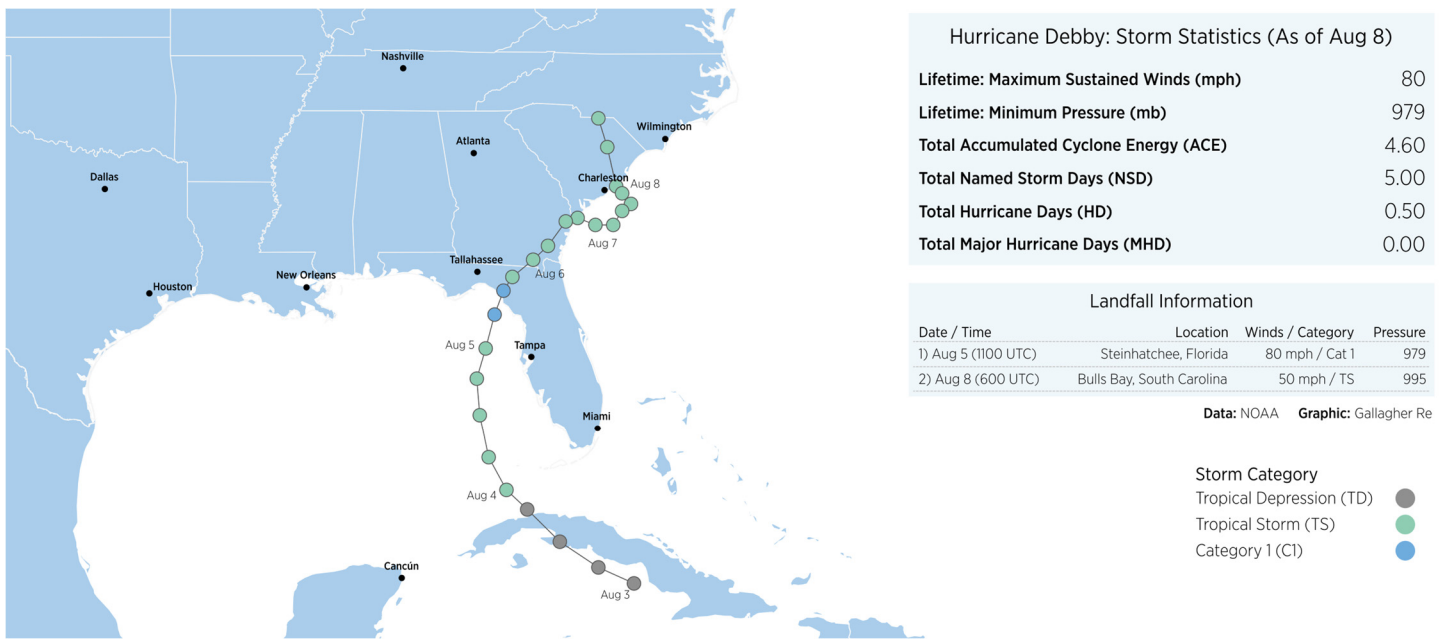 Nashville
Wilmington
Atlanta
Dallas
Charleston
Aug 8
Aug 7
Tallahassee
Aug 6
New Orleans
Houston
Aug 5
Tampa
Miami
Aug 4
Cancún
Aug 3
Hurricane Debby: Storm Statistics (As of Aug 8)
Lifetime: Maximum Sustained Winds (mph) 80
Lifetime: Minimum Pressure (mb) 979
Total Accumulated Cyclone Energy (ACE) 4.60
Total Named Storm Days (NSD) 5.00
Total Hurricane Days (HD) 0.50
Total Major Hurricane Days (MHD) 0.00
Landfall Information
Date / Time Location Winds / Category Pressure
1) Aug 5 (1100 UTC) Steinhatchee, Florida 80 mph / Cat 1 979
2) Aug 8 (600 UTC) Bulls Bay, South Carolina 50 mph / TS 995
Data: NOAA Graphic: Gallagher Re
Storm Category
Tropical Depression (TD)
Tropical Storm (TS)
Category 1 (C1)